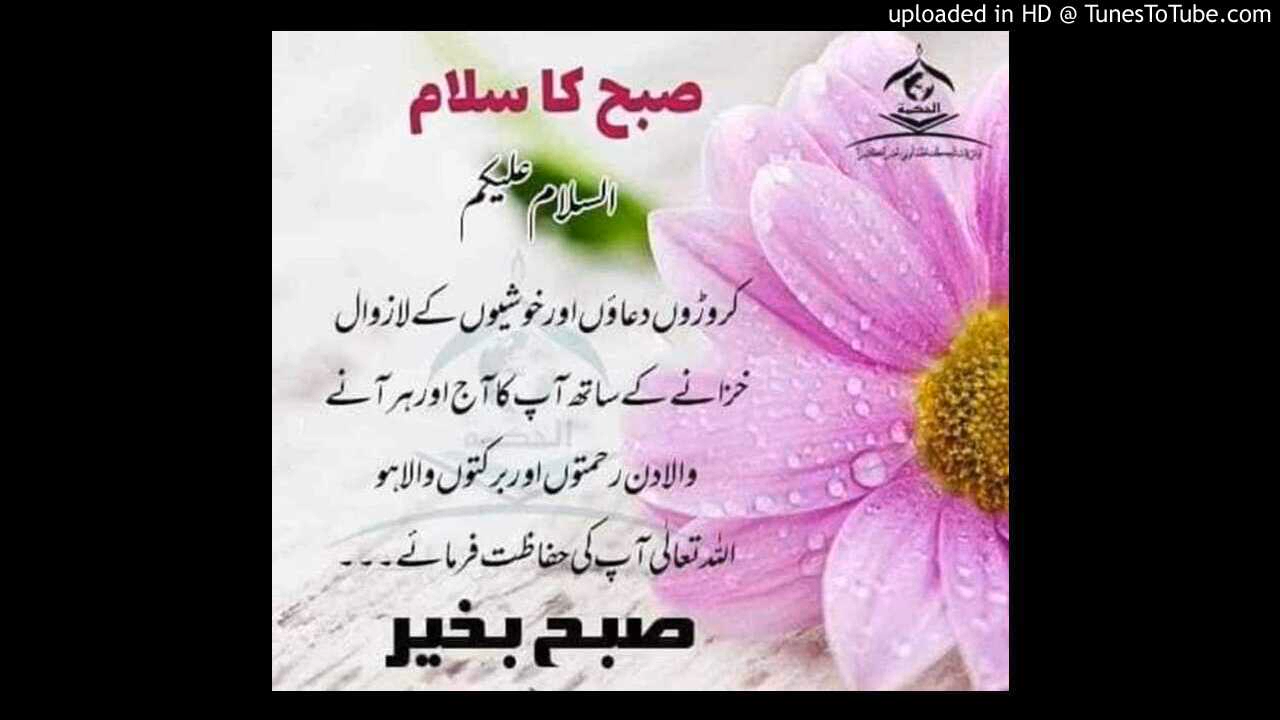 uploaded in HD @ TunesToTube.com
الحکمة
صبح کا سلام
السلام علیکم
کروڑوں دعاؤں اور خوشیوں کے لازوال
خزانے کے ساتھ آپ کا آج اور ہر آنے
والا دن رحمتوں اور برکتوں والا ہو
اللہ تعالٰی آپ کی حفاظت فرمائے۔۔۔
صبح بخیر